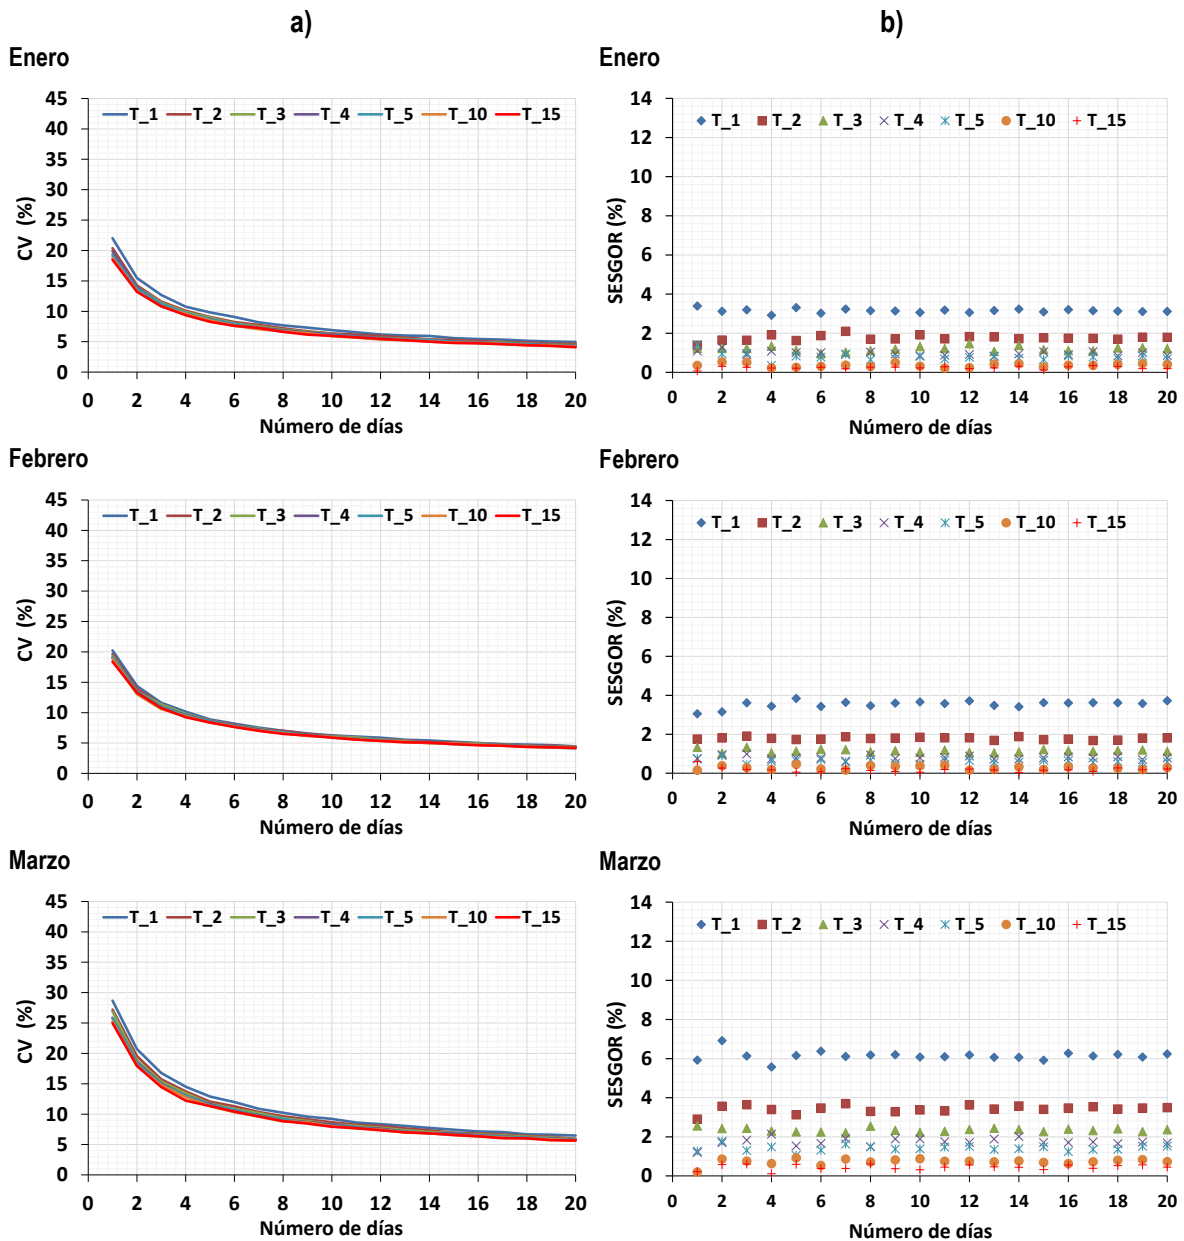 a)
b)
Enero
Enero
45
40
35
30
25
20
15
10
5
0
CV (%)
T_1 T_2 T_3 T_4 T_5 T_10 T_15
0 2 4 6 8 10 12 14 16 18 20
Número de días
14
12
10
8
6
4
2
0
SESGOR (%)
T_1 T_2 T_3 T_4 T_5 T_10 T_15
0 2 4 6 8 10 12 14 16 18 20
Número de días
Febrero
Febrero
45
40
35
30
25
20
15
10
5
0
CV (%)
T_1 T_2 T_3 T_4 T_5 T_10 T_15
0 2 4 6 8 10 12 14 16 18 20
Número de días
14
12
10
8
6
4
2
0
SESGOR (%)
T_1 T_2 T_3 T_4 T_5 T_10 T_15
0 2 4 6 8 10 12 14 16 18 20
Número de días
Marzo
Marzo
45
40
35
30
25
20
15
10
5
0
CV (%)
T_1 T_2 T_3 T_4 T_5 T_10 T_15
0 2 4 6 8 10 12 14 16 18 20
Número de días
14
12
10
8
6
4
2
0
SESGOR (%)
T_1 T_2 T_3 T_4 T_5 T_10 T_15
0 2 4 6 8 10 12 14 16 18 20
Número de días